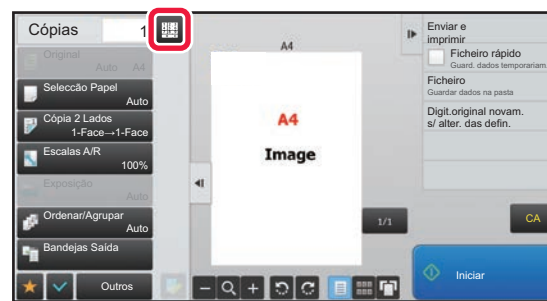 Cópias 1
Original
Auto A4
Selecção Papel
Auto
Cópia 2 Lados
1-Face→1-Face
Escalas A/R
100%
Exposição
Auto
Ordenar/Agrupar
Auto
Bandejas Saída
Outros
A4
A4
Image
1/1
Enviar e
imprimir
Ficheiro rápido
Guard. dados temporariam.
Ficheiro
Guardar dados na pasta
Digit.original novam.
s/ alter. das defin.
CA
Iniciar